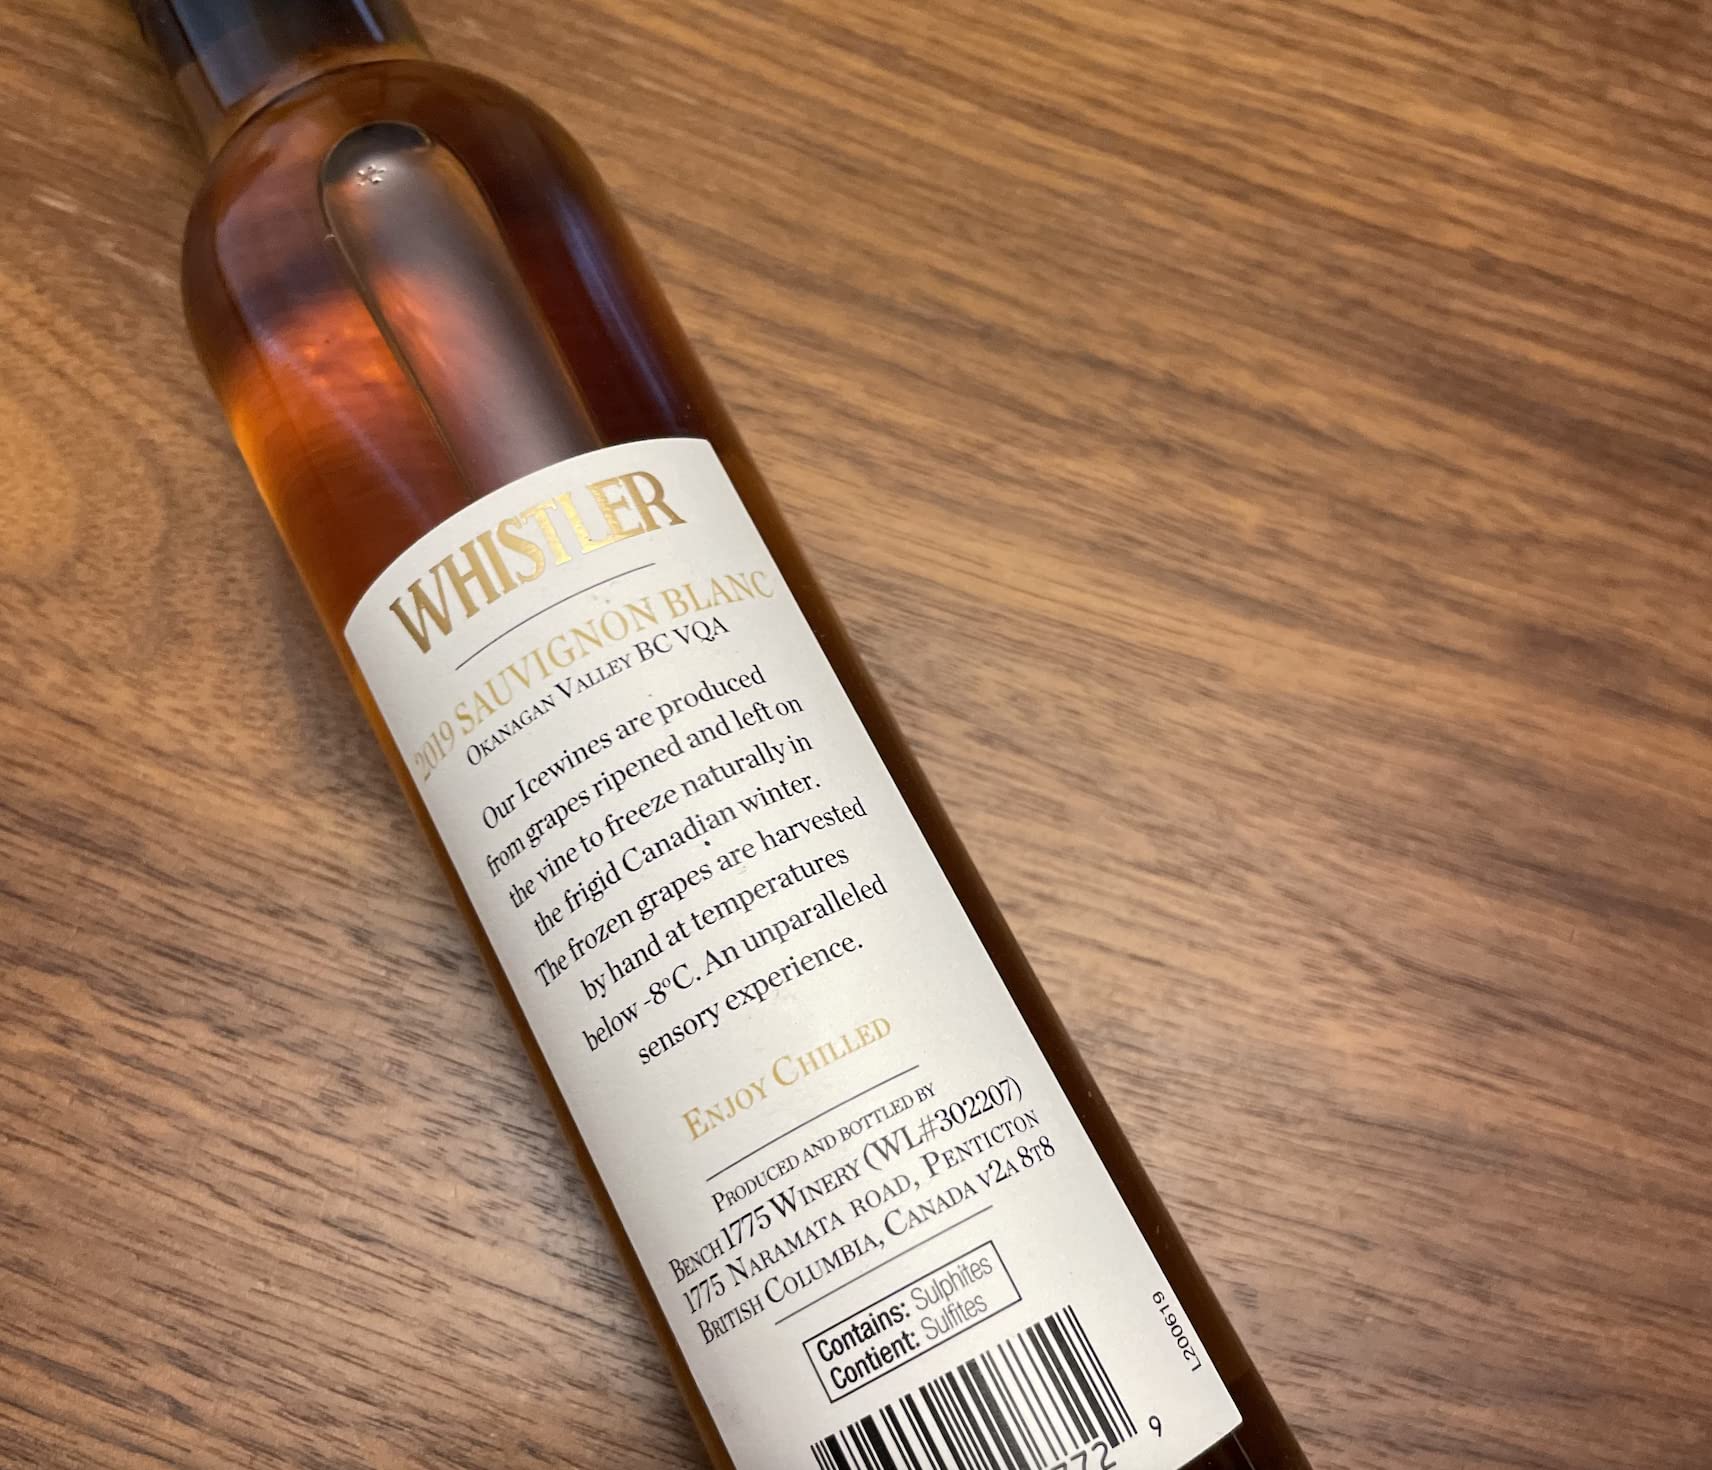 WHISTLER
2019 SAUVIGNON BLANC
OKANAGAN VALLEY BC VQA
Our Icewines are produced
from grapes ripened and left on
the vine to freeze naturally in
the frigid Canadian winter.
The frozen grapes are harvested
by hand at temperatures
below -8ºC. An unparalleled
sensory experience.
ENJOY CHILLED
PRODUCED AND BOTTLED BY
BENCH 1775 WINERY (WL#302207)
1775 NARAMATA ROAD, PENTICTON
BRITISH COLUMBIA, CANADA V2A 8T8
Contains: Sulphites
Contient: Sulfites
L200619
772 9